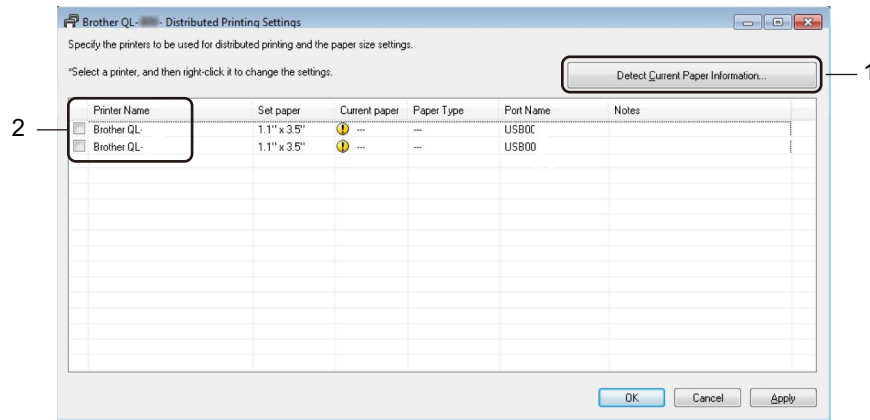 Brother QL- - Distributed Printing Settings
Specify the printers to be used for distributed printing and the paper size settings.
*Select a printer, and then right-click it to change the settings.
Detect Current Paper Information...
1
2
Printer Name Set paper Current paper Paper Type Port Name Notes
Brother QL- 1.1" x 3.5" --- --- USB00
Brother QL- 1.1" x 3.5" --- --- USB00
OK Cancel Apply